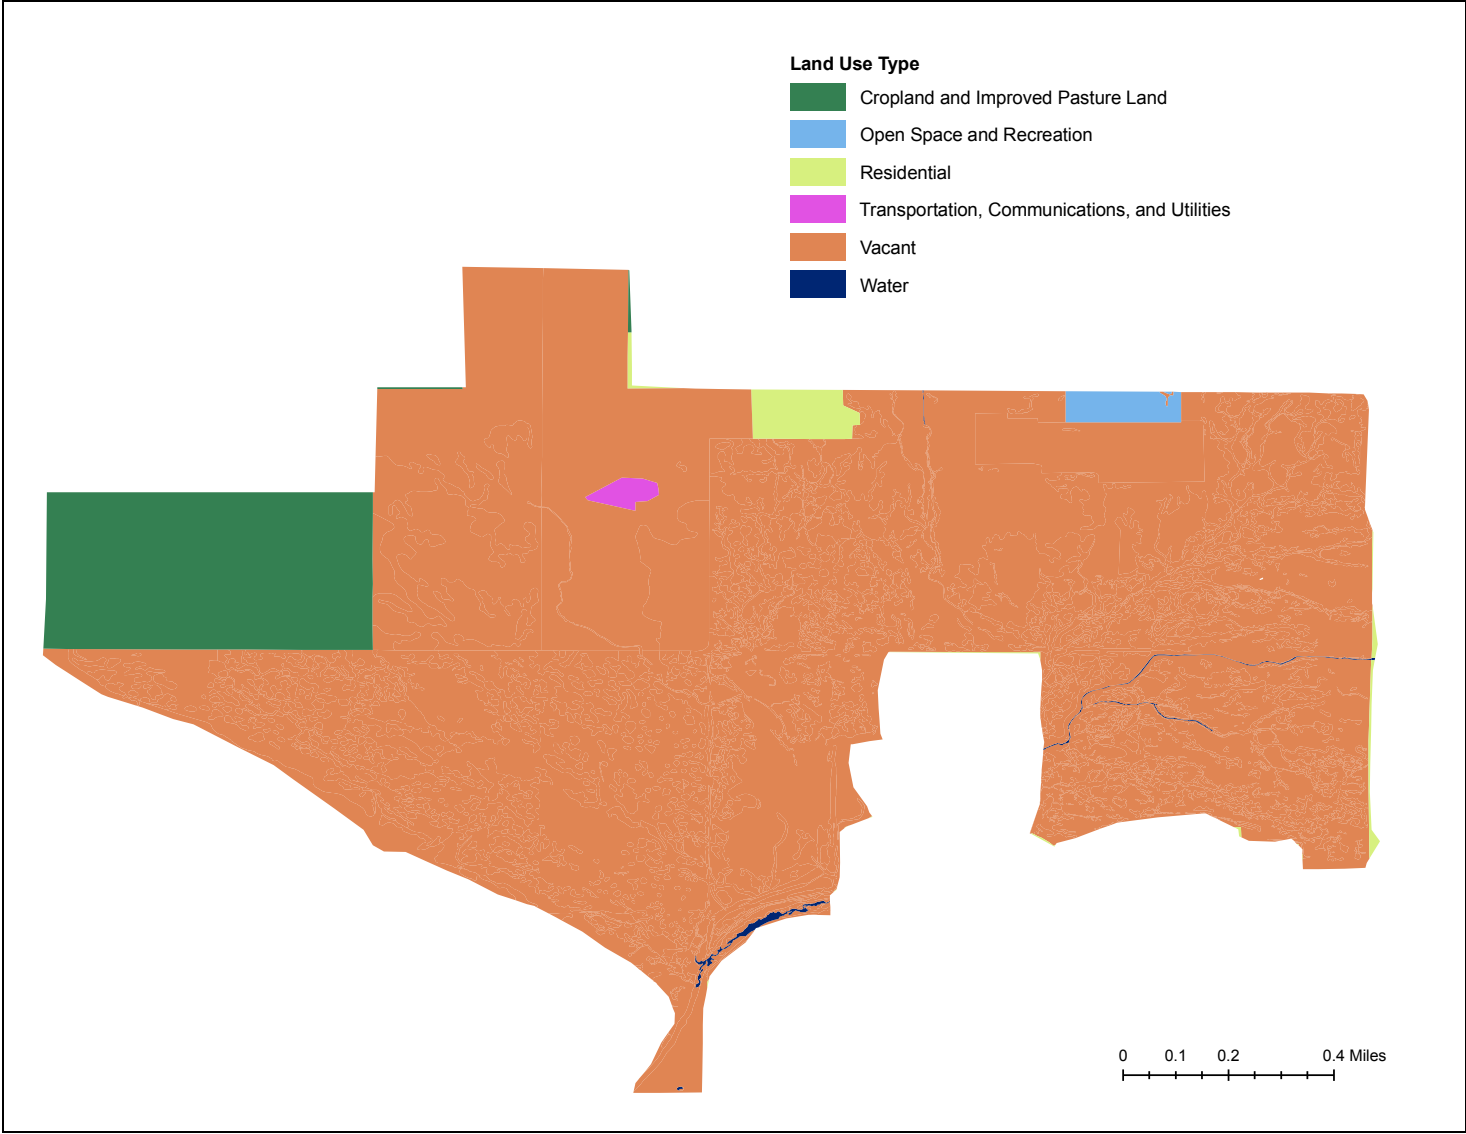 Land Use Type
Cropland and Improved Pasture Land
Open Space and Recreation
Residential
Transportation, Communications, and Utilities
Vacant
Water
0 0.1 0.2 0.4 Miles